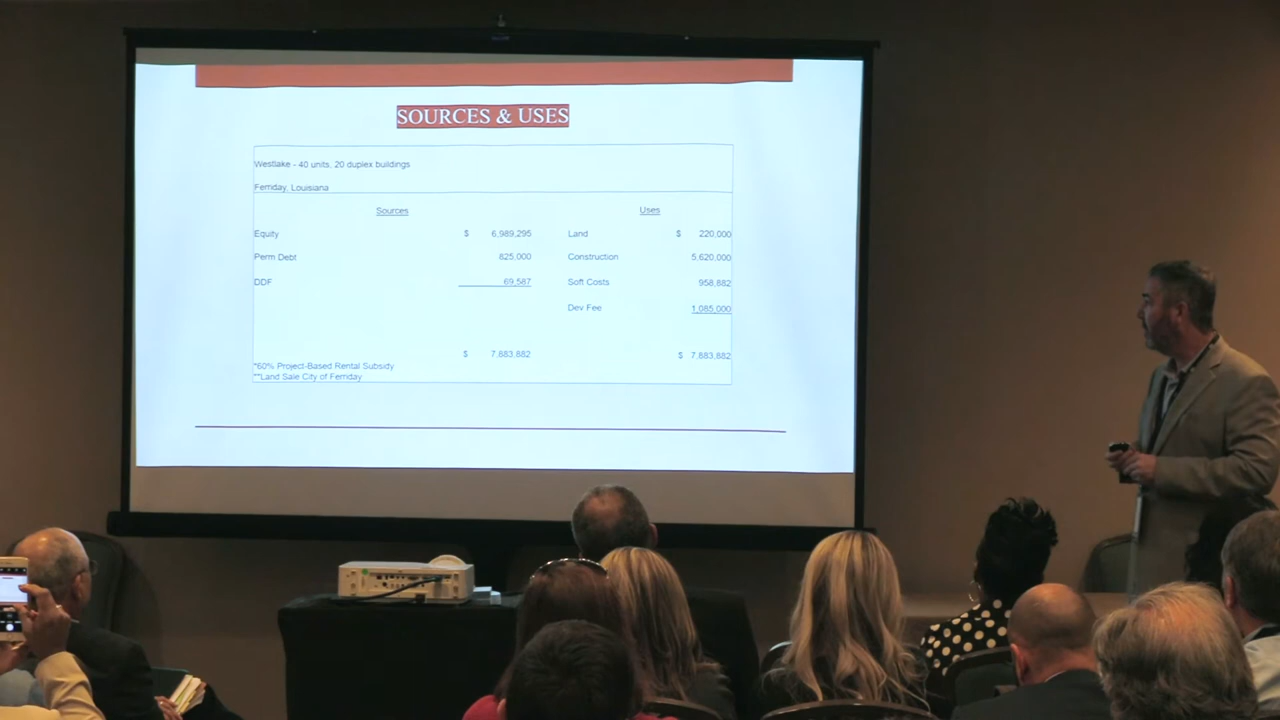 SOURCES & USES
Westlake - 40 units, 20 duplex buildings
Ferriday, Louisiana
Sources Uses
Equity $ 6,989,295 Land $ 220,000
Perm Debt 825,000 Construction 5,620,000
DDF 69,587 Soft Costs 958,882
Dev Fee 1,085,000
$ 7,883,882 $ 7,883,882
*60% Project-Based Rental Subsidy
**Land Sale City of Ferriday